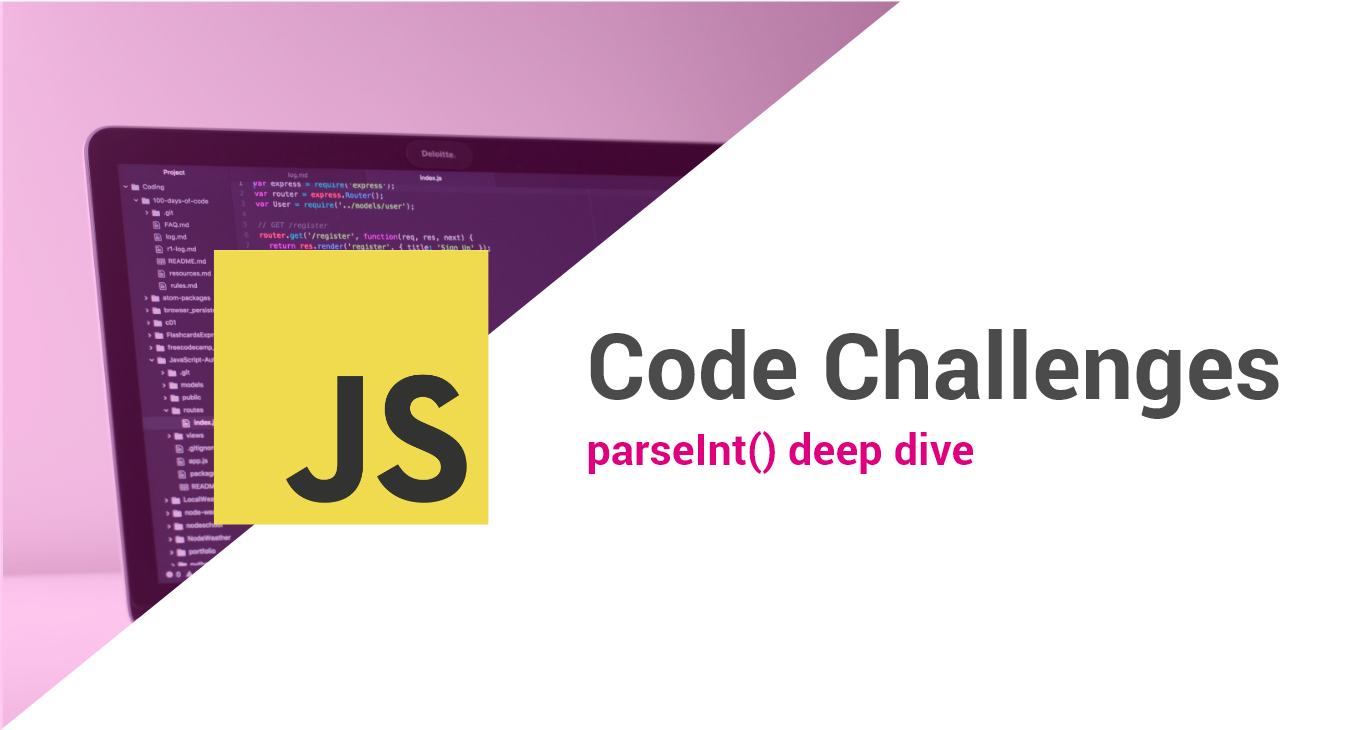 Deloitte.
Project
log.md
index.js
Coding
1 var express = require('express');
100-days-of-code
2 var router = express.Router();
.git
3 var User = require('../models/user');
FAQ.md
4
log.md
5 // GET /register
r1-log.md
6 router.get('/register', function(req, res, next) {
README.md
7 return res.render('register', { title: 'Sign Up' });
resources.md
rules.md
atom-packages
browser_persist
c01
FlashcardsExpr
freecodecamp_
JavaScript-Aut
.git
models
public
routes
index.j
views
.gitignor
app.js
packag
READM
LocalWea
node-we
nodeschool
NodeWeather
portfolio
0
JS
Code Challenges
parseInt() deep dive